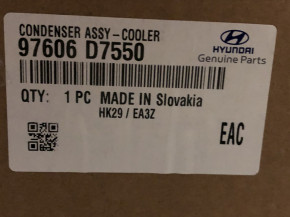 CONDENSER ASSY-COOLER
97606 D7550
HYUNDAI
Genuine Parts
QTY: 1 PC MADE IN Slovakia
HK29 / EA3Z
EAC